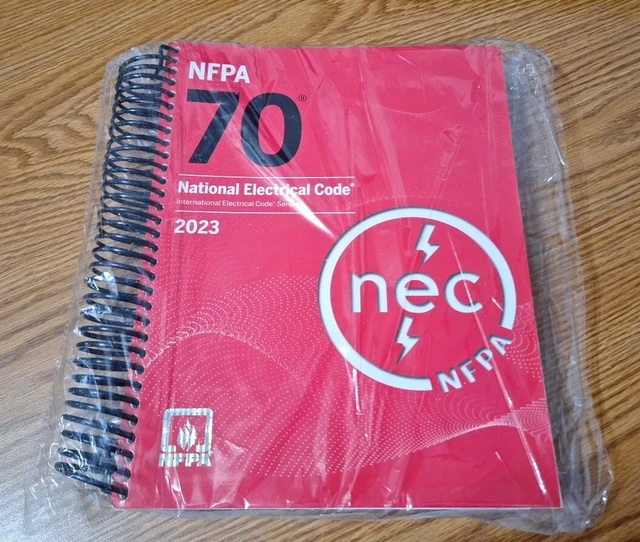 NFPA
70®
National Electrical Code®
International Electrical Code® Series
2023
nec
NFPA
NFPA